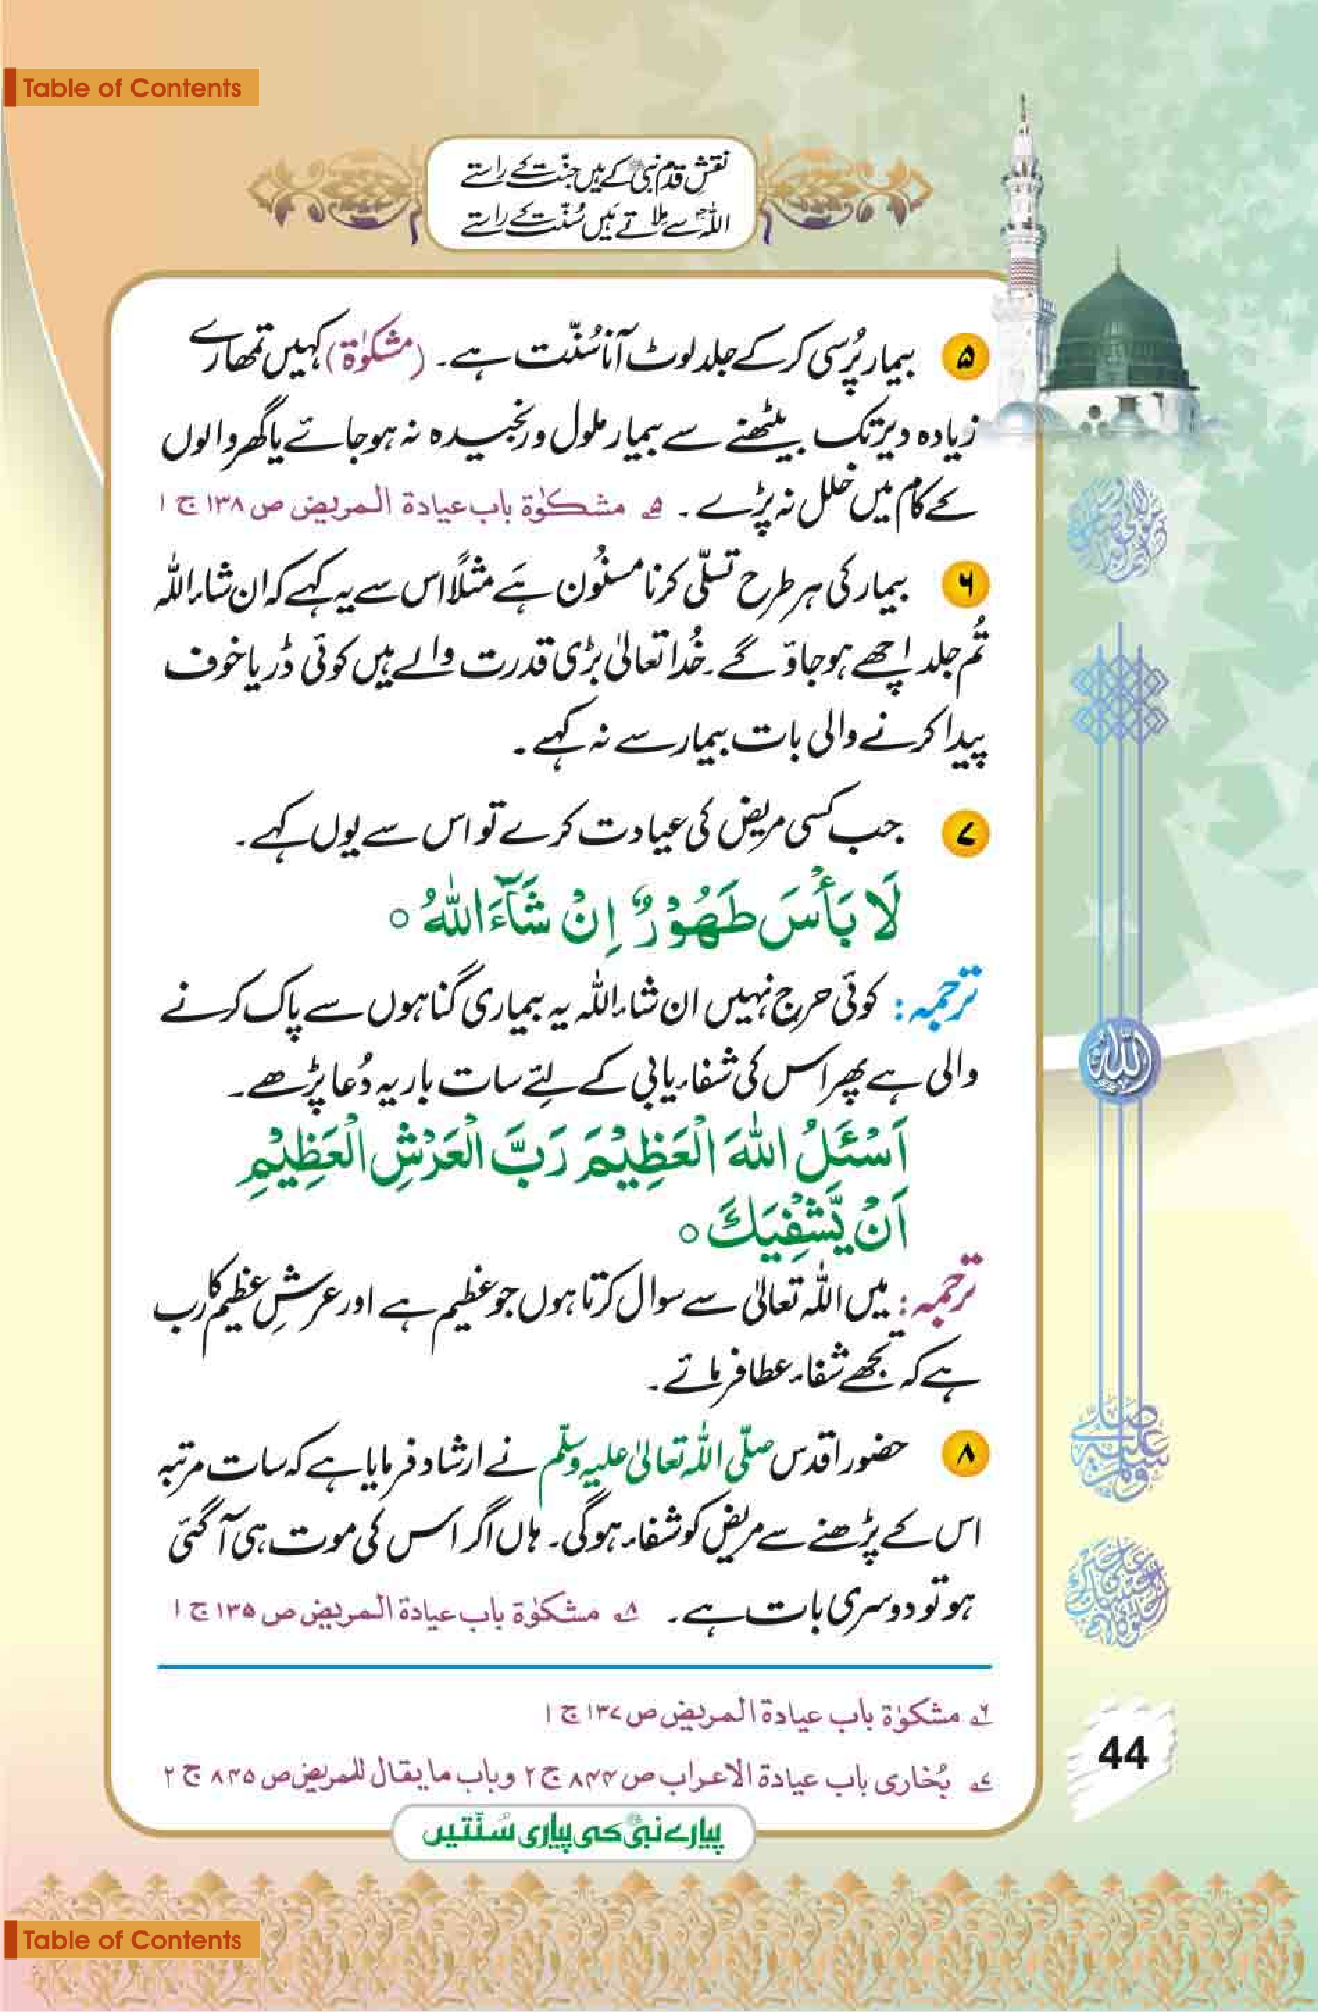 Table of Contents
نقشِ قدم نبیؐ کے ہیں جنّت کے راستے
اللہؔ سے ملاتے ہیں سُنّت کے راستے
۵ بیمار پُرسی کر کے جلد لوٹ آنا سُنّت ہے۔ (مشکوٰۃ) کہیں تمھارے
زیادہ دیر تک بیٹھنے سے بیمار ملول و رنجیدہ نہ ہو جائے یا گھر والوں
کے کام میں خلل نہ پڑے۔ ۵؎ مشکوٰۃ باب عیادۃ المریض ص ۱۳۸ ج ۱
۶ بیمار کی ہر طرح تسلّی کرنا مسنُون ہَے مثلًا اس سے یہ کہے کہ ان شاء اللہ
تُم جلد اچھے ہو جاؤ گے۔ خُدا تعالیٰ بڑی قدرت والے ہیں کوئی ڈر یا خوف
پیدا کرنے والی بات بیمار سے نہ کہے۔
۷ جب کسی مریض کی عیادت کرے تو اس سے یوں کہے۔
لَا بَأْسَ طَهُوْرٌ اِنْ شَآءَ اللّٰهُ ○
ترجمہ: کوئی حرج نہیں ان شاء اللہ یہ بیماری گناہوں سے پاک کرنے
والی ہے پھر اس کی شفاء یابی کے لئے سات بار یہ دُعا پڑھے۔
اَسْئَلُ اللّٰهَ الْعَظِيْمَ رَبَّ الْعَرْشِ الْعَظِيْمِ
اَنْ يَّشْفِيَكَ ○
ترجمہ: میں اللہ تعالیٰ سے سوال کرتا ہوں جو عظیم ہے اور عرشِ عظیم کا رب
ہے کہ تجھے شفاء عطا فرمائے۔
۸ حضور اقدس صلّی اللہ تعالیٰ علیہ وسلّم نے ارشاد فرمایا ہے کہ سات مرتبہ
اس کے پڑھنے سے مریض کو شفاء ہوگی۔ ہاں اگر اس کی موت ہی آ گئی
ہو تو دوسری بات ہے۔ ۸؎ مشکوٰۃ باب عیادۃ المریض ص ۱۳۵ ج ۱
۶؎ مشکوٰۃ باب عیادۃ المریض ص ۱۳۷ ج ۱
۷؎ بُخاری باب عیادۃ الاعراب ص ۸۴۴ ج ۲ وباب ما یقال للمریض ص ۸۴۵ ج ۲
44
پیارے نبیؐ کی پیاری سُنّتیں
اللہ
Table of Contents